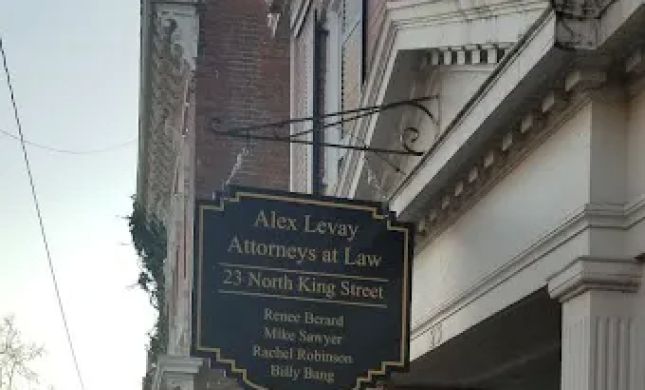 Alex Levay
Attorneys at Law
23 North King Street
Renee Berard
Mike Sawyer
Rachel Robinson
Billy Bang